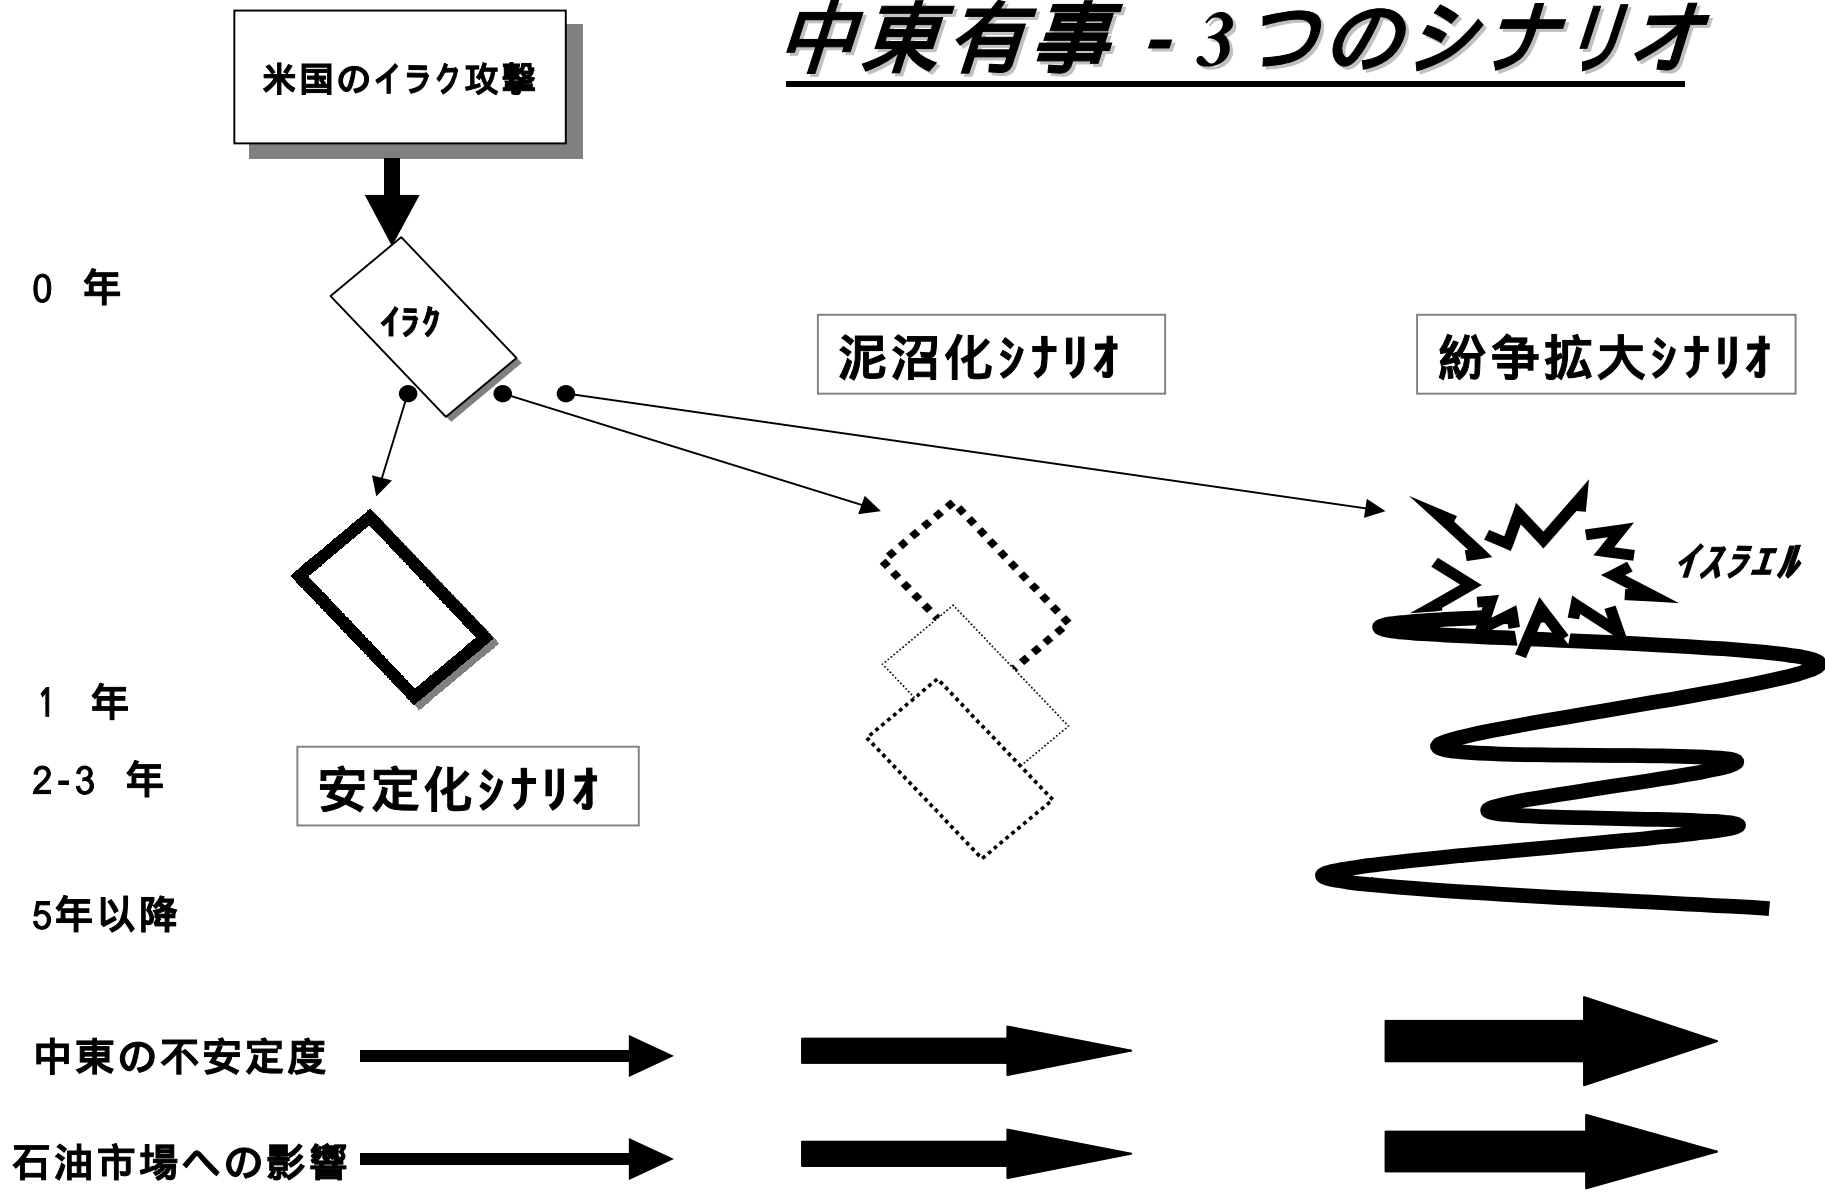 中東有事 - 3つのシナリオ
米国のイラク攻撃
0 年
ｲﾗｸ
泥沼化ｼﾅﾘｵ
紛争拡大ｼﾅﾘｵ
ｲｽﾗｴﾙ
1 年
2-3 年
安定化ｼﾅﾘｵ
5年以降
中東の不安定度
石油市場への影響